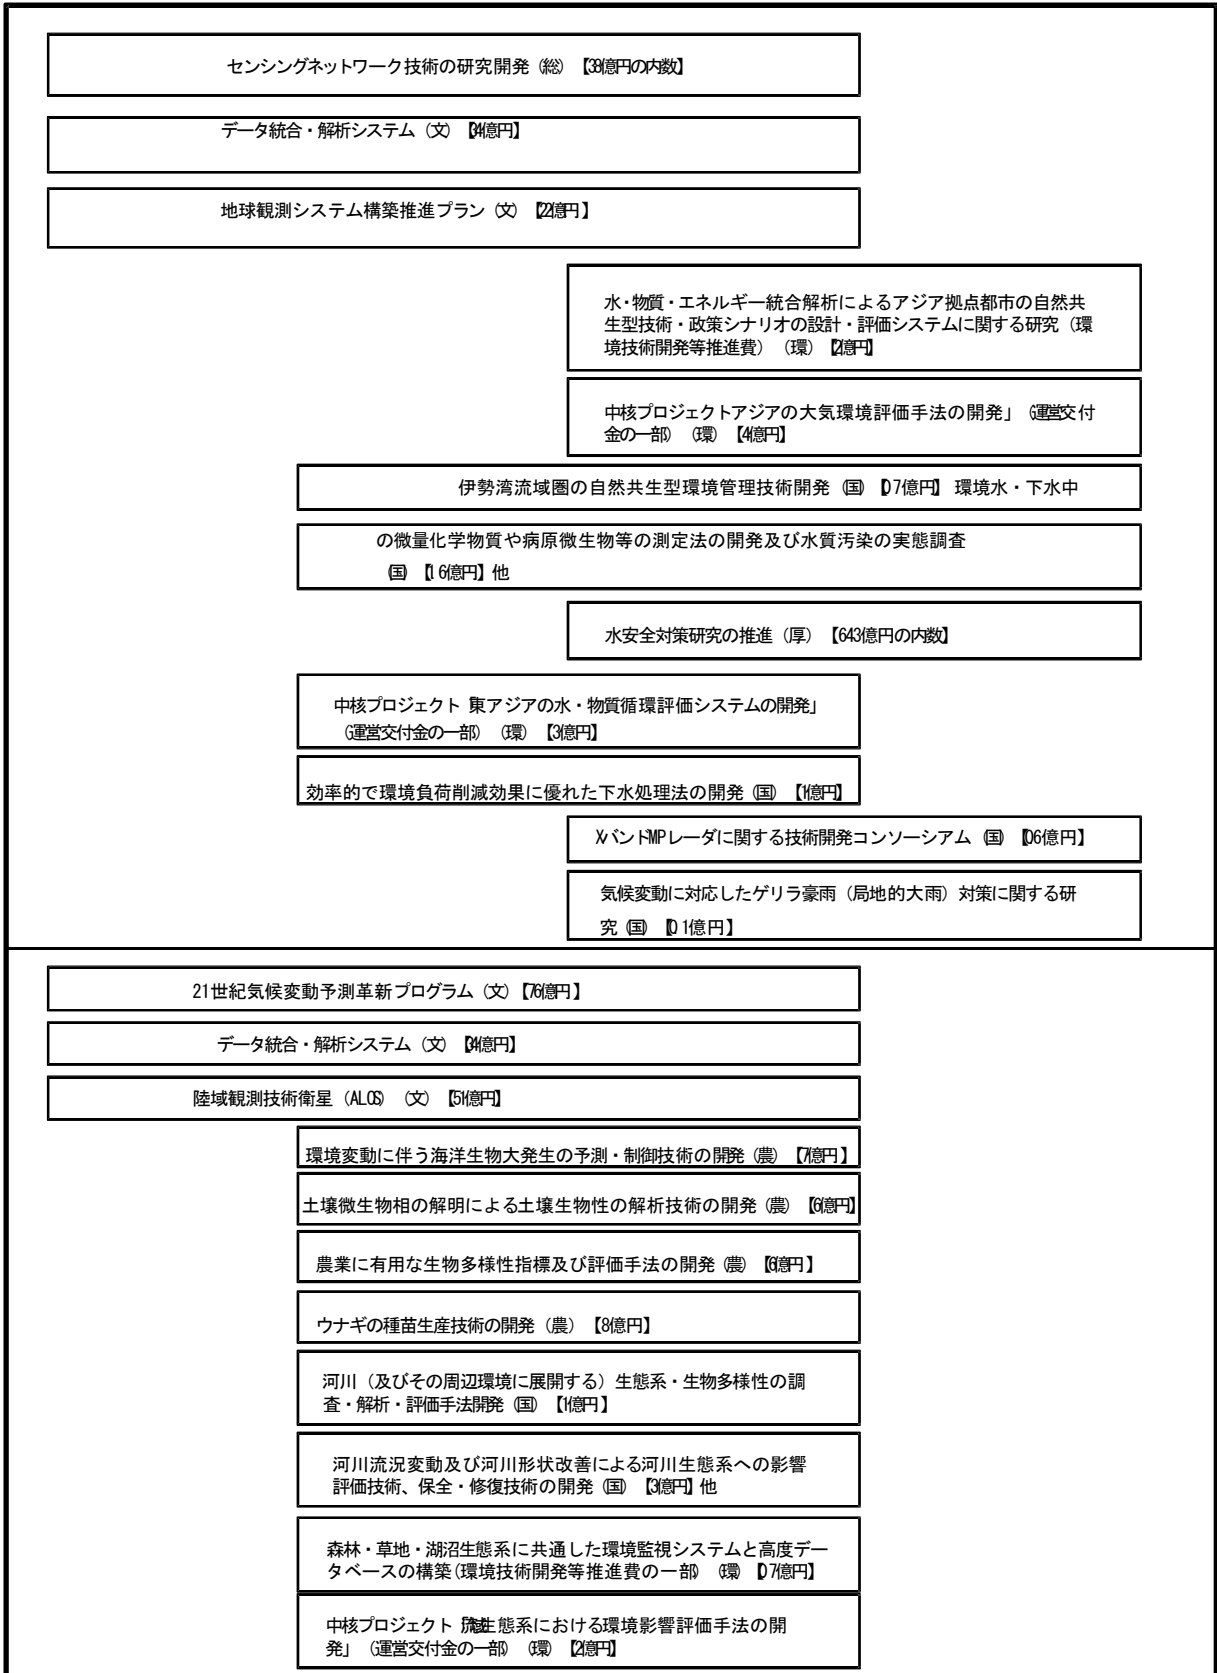 センシングネットワーク技術の研究開発（総）【38億円の内数】
データ統合・解析システム（文）【34億円】
地球観測システム構築推進プラン（文）【22億円】
水・物質・エネルギー統合解析によるアジア拠点都市の自然共
生型技術・政策シナリオの設計・評価システムに関する研究（環
境技術開発等推進費）（環）【2億円】
中核プロジェクトアジアの大気環境評価手法の開発」（運営交付
金の一部）（環）【4億円】
伊勢湾流域圏の自然共生型環境管理技術開発（国）【0.7億円】 環境水・下水中
の微量化学物質や病原微生物等の測定法の開発及び水質汚染の実態調査
（国）【1.6億円】他
水安全対策研究の推進（厚）【643億円の内数】
中核プロジェクト「東アジアの水・物質循環評価システムの開発」
（運営交付金の一部）（環）【3億円】
効率的で環境負荷削減効果に優れた下水処理法の開発（国）【1億円】
XバンドMPレーダに関する技術開発コンソーシアム（国）【0.6億円】
気候変動に対応したゲリラ豪雨（局地的大雨）対策に関する研
究（国）【0.1億円】
21世紀気候変動予測革新プログラム（文）【76億円】
データ統合・解析システム（文）【34億円】
陸域観測技術衛星（ALOS）（文）【51億円】
環境変動に伴う海洋生物大発生の予測・制御技術の開発（農）【7億円】
土壌微生物相の解明による土壌生物性の解析技術の開発（農）【6億円】
農業に有用な生物多様性指標及び評価手法の開発（農）【6億円】
ウナギの種苗生産技術の開発（農）【8億円】
河川（及びその周辺環境に展開する）生態系・生物多様性の調
査・解析・評価手法開発（国）【1億円】
河川流況変動及び河川形状改善による河川生態系への影響
評価技術、保全・修復技術の開発（国）【3億円】他
森林・草地・湖沼生態系に共通した環境監視システムと高度デー
タベースの構築（環境技術開発等推進費の一部）（環）【0.7億円】
中核プロジェクト「流域生態系における環境影響評価手法の開
発」（運営交付金の一部）（環）【2億円】